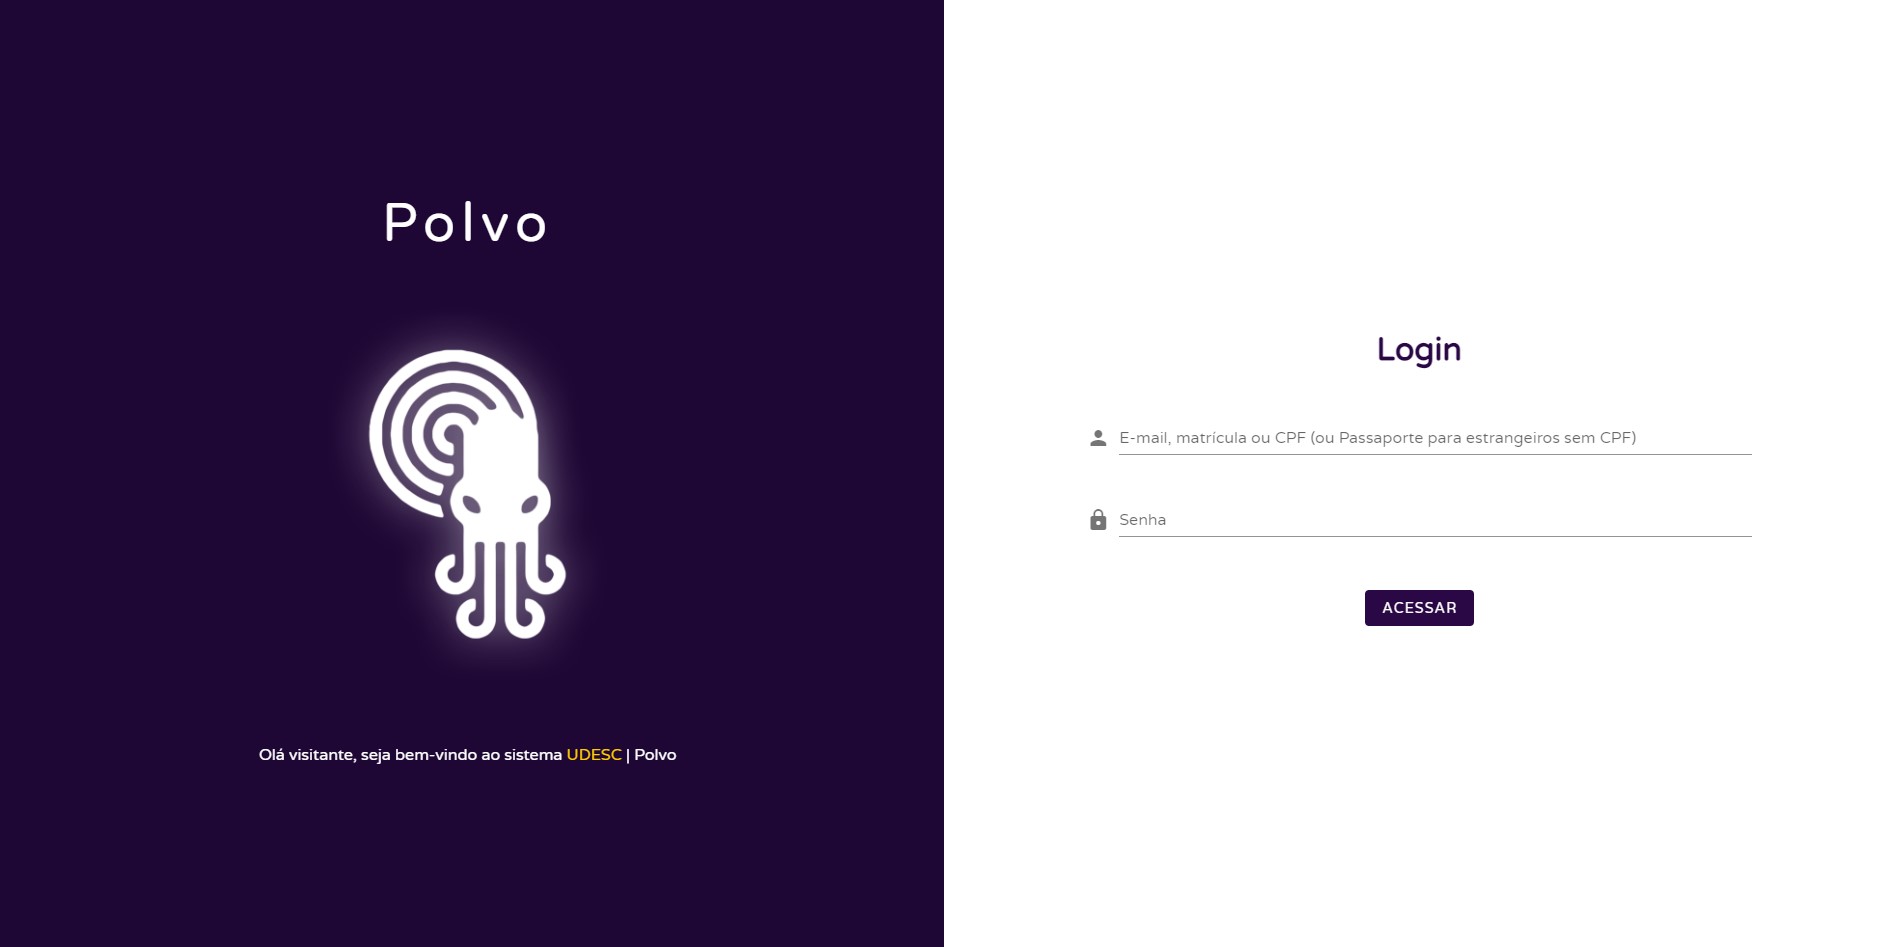 Polvo
Olá visitante, seja bem-vindo ao sistema UDESC | Polvo
Login
E-mail, matrícula ou CPF (ou Passaporte para estrangeiros sem CPF)
Senha
ACESSAR